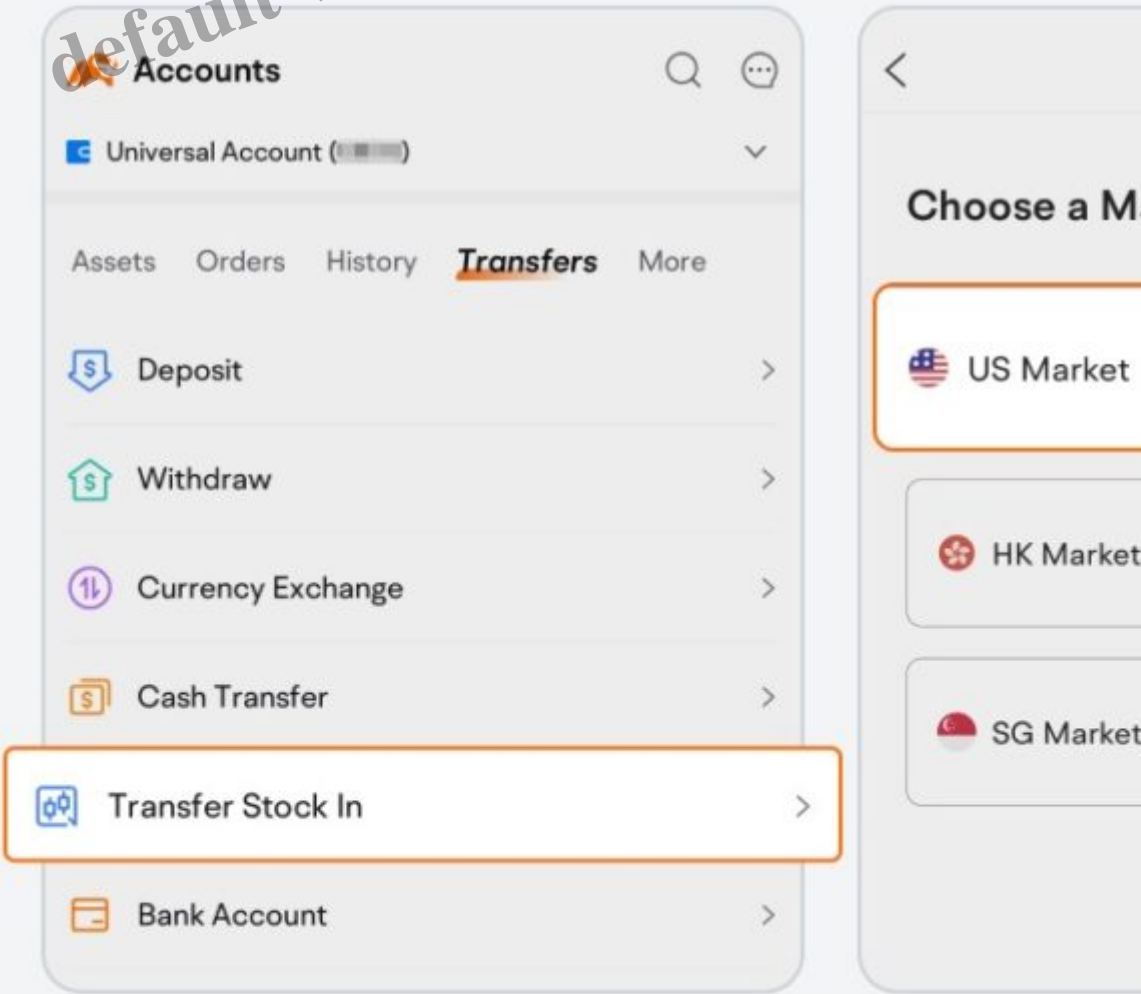 default
Accounts
Universal Account ( )
Assets Orders History Transfers More
Deposit
Withdraw
Currency Exchange
Cash Transfer
Transfer Stock In
Bank Account
Choose a M
US Market
HK Market
SG Market